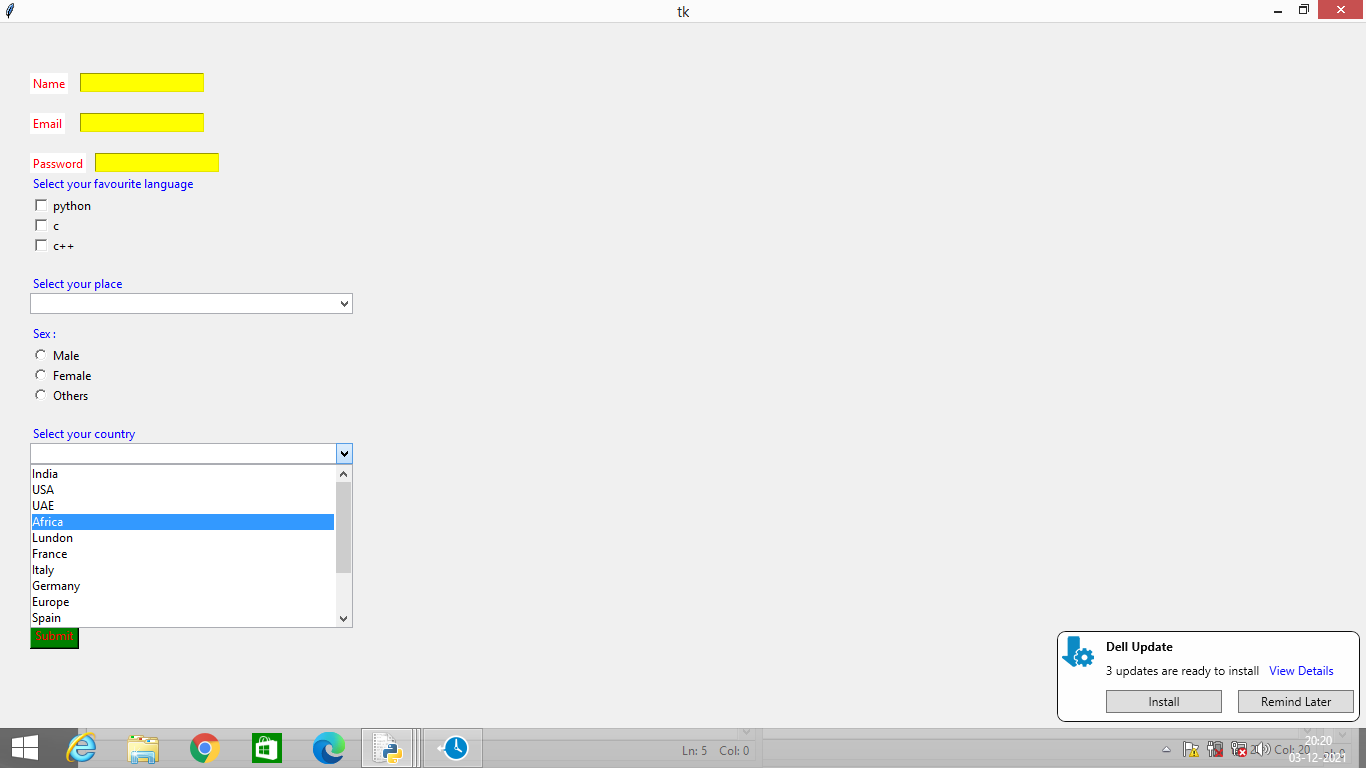 tk
Name
Email
Password
Select your favourite language
python
c
c++
Select your place
Sex :
Male
Female
Others
Select your country
India
USA
UAE
Africa
Lundon
France
Italy
Germany
Europe
Spain
Submit
Dell Update
3 updates are ready to install View Details
Install Remind Later
Ln: 5 Col: 0
Col: 20
20:20
03-12-2021